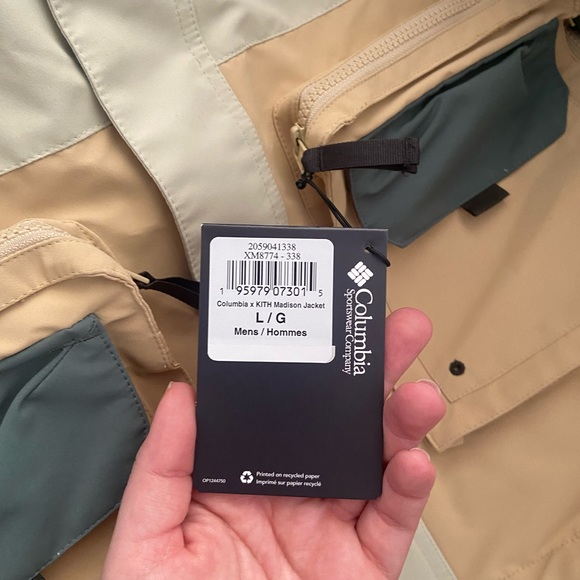 2059041338
XM8774 - 338
1 95979 07301 5
Columbia x KITH Madison Jacket
L / G
Mens / Hommes
Columbia
Sportswear Company
OP1244750
Printed on recycled paper
Imprimé sur papier recyclé